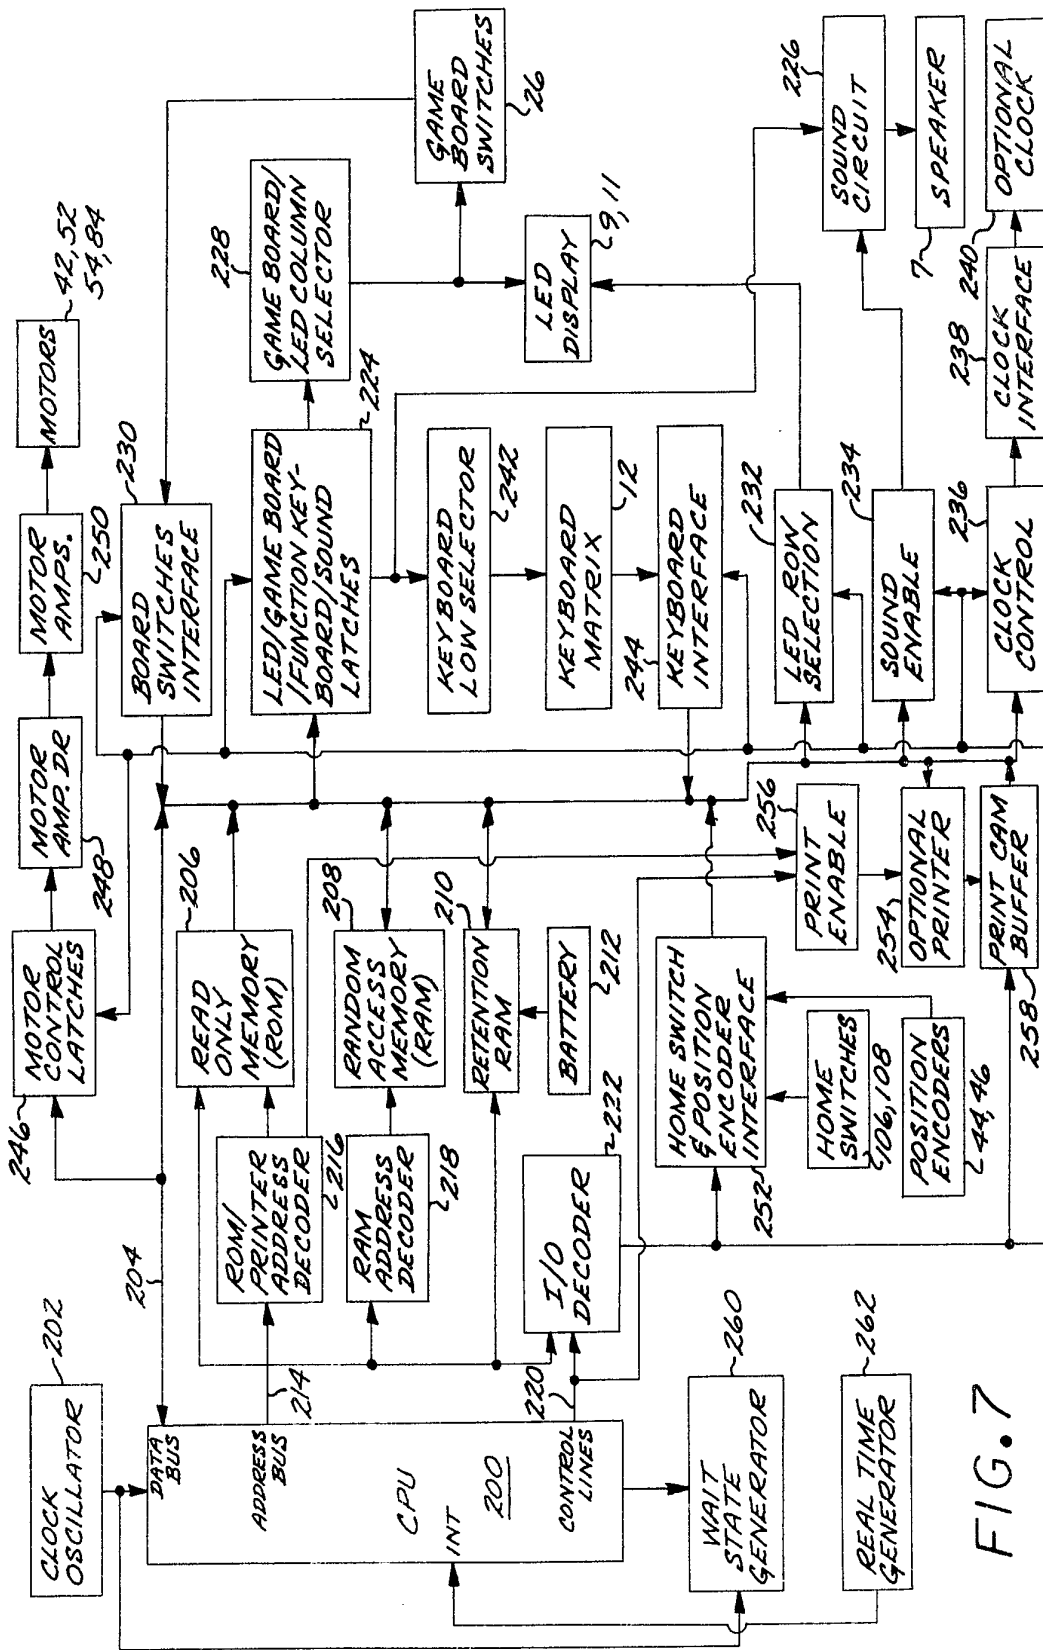 CLOCK
OSCILLATOR
202
204
DATA
BUS
ADDRESS
BUS
CPU
200
INT
CONTROL
LINES
214
220
WAIT
STATE
GENERATOR
260
REAL TIME
GENERATOR
262
FIG. 7
246
MOTOR
CONTROL
LATCHES
248
MOTOR
AMP. DR
MOTOR
AMPS.
250
MOTORS
42, 52
54, 84
ROM/
PRINTER
ADDRESS
DECODER
216
READ
ONLY
MEMORY
(ROM)
206
RAM
ADDRESS
DECODER
218
RANDOM
ACCESS
MEMORY
(RAM)
208
RETENTION
RAM
210
BATTERY
212
I/O
DECODER
222
HOME SWITCH
& POSITION
ENCODER
INTERFACE
252
HOME
SWITCHES
106, 108
POSITION
ENCODERS
44, 46
PRINT
ENABLE
256
OPTIONAL
PRINTER
254
PRINT CAM
BUFFER
258
BOARD
SWITCHES
INTERFACE
230
LED/GAME BOARD
/FUNCTION KEY-
BOARD/SOUND
LATCHES
224
GAME BOARD/
LED COLUMN
SELECTOR
228
GAME
BOARD
SWITCHES
26
LED
DISPLAY
9, 11
KEYBOARD
LOW SELECTOR
242
KEYBOARD
MATRIX
12
KEYBOARD
INTERFACE
244
LED ROW
SELECTION
232
SOUND
ENABLE
234
SOUND
CIRCUIT
226
SPEAKER
7
CLOCK
CONTROL
236
CLOCK
INTERFACE
238
OPTIONAL
CLOCK
240